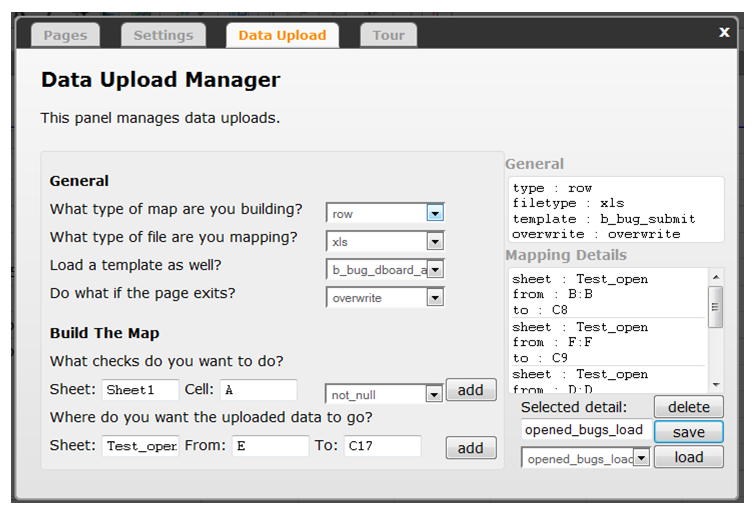 Pages Settings Data Upload Tour x
Data Upload Manager
This panel manages data uploads.
General
What type of map are you building? row
What type of file are you mapping? xls
Load a template as well? b_bug_dboard_a
Do what if the page exits? overwrite
Build The Map
What checks do you want to do?
Sheet: Sheet1 Cell: A not_null add
Where do you want the uploaded data to go?
Sheet: Test_open From: E To: C17 add
General
type : row
filetype : xls
template : b_bug_submit
overwrite : overwrite
Mapping Details
sheet : Test_open
from : B:B
to : C8
sheet : Test_open
from : F:F
to : C9
sheet : Test_open
from : D:D
Selected detail: delete
opened_bugs_load save
opened_bugs_load load